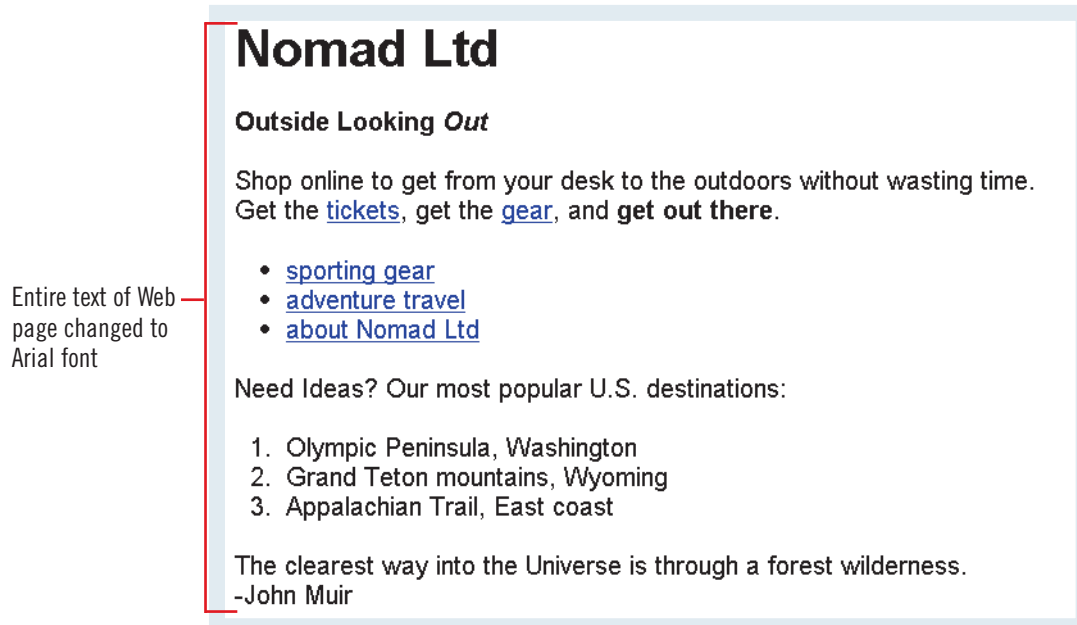 Nomad Ltd
Outside Looking Out
Shop online to get from your desk to the outdoors without wasting time.
Get the tickets, get the gear, and get out there.
• sporting gear
• adventure travel
• about Nomad Ltd
Entire text of Web
page changed to
Arial font
Need Ideas? Our most popular U.S. destinations:
1. Olympic Peninsula, Washington
2. Grand Teton mountains, Wyoming
3. Appalachian Trail, East coast
The clearest way into the Universe is through a forest wilderness.
-John Muir